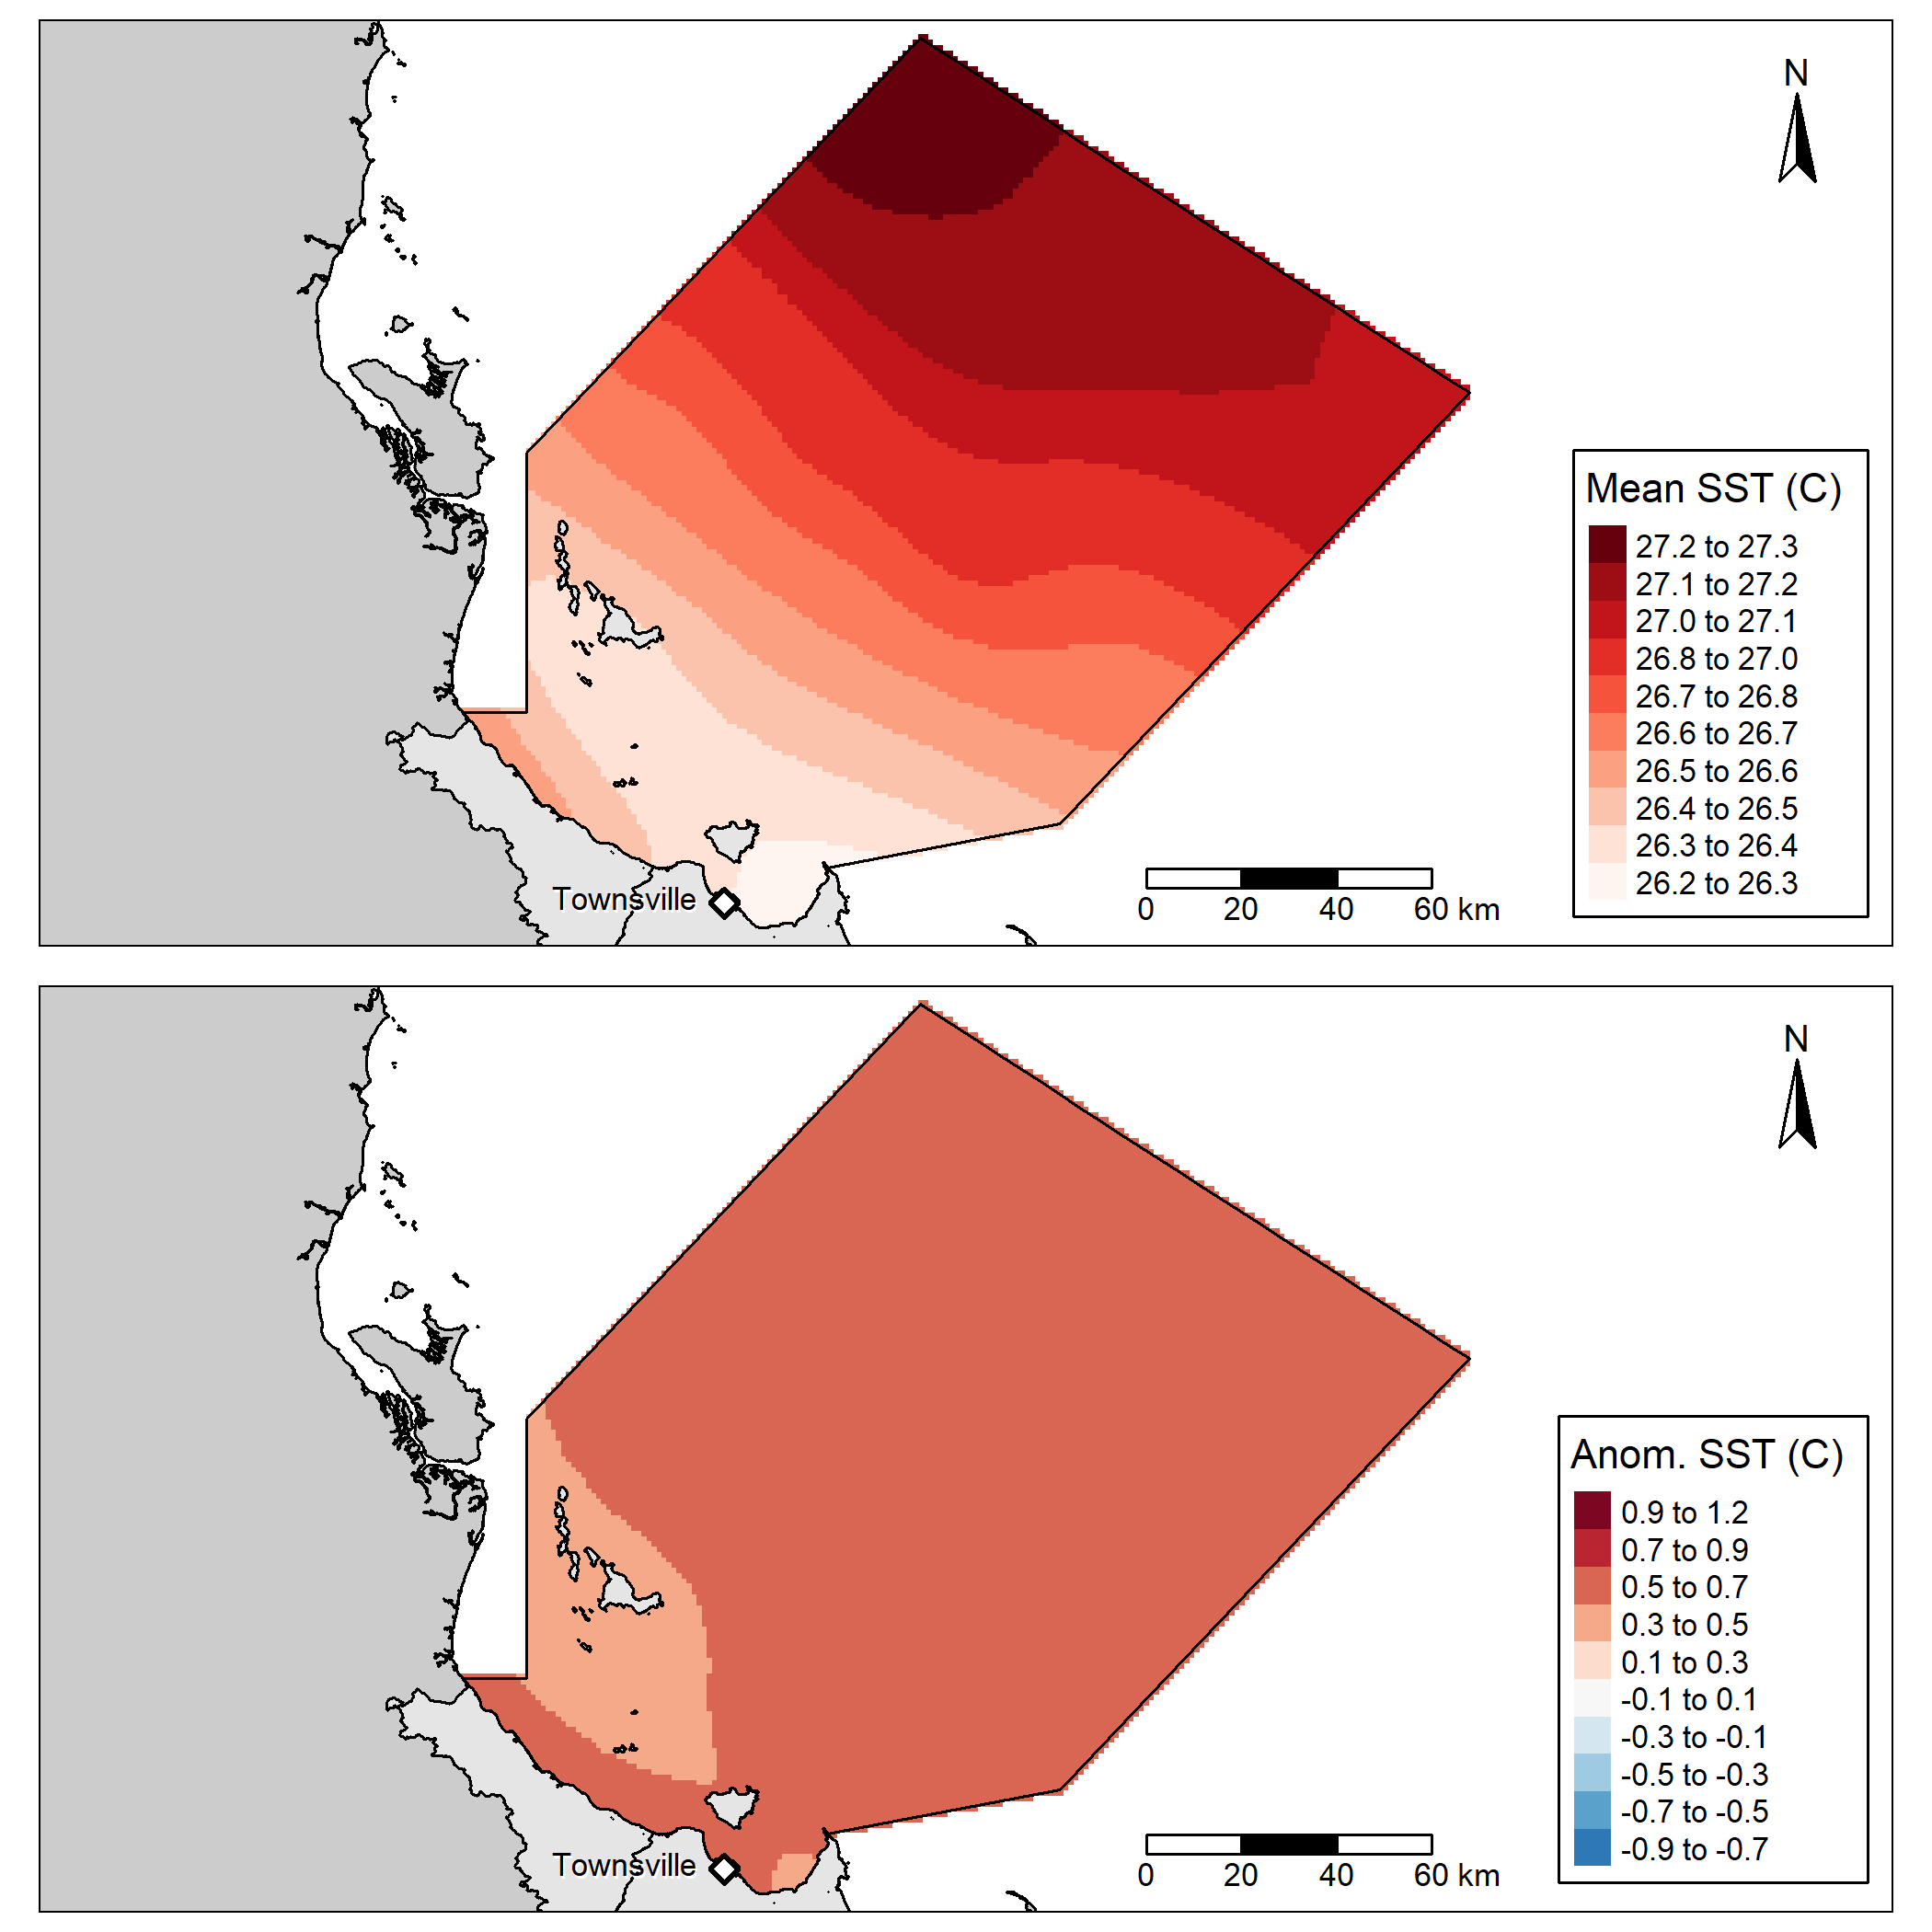 N
Mean SST (C)
27.2 to 27.3
27.1 to 27.2
27.0 to 27.1
26.8 to 27.0
26.7 to 26.8
26.6 to 26.7
26.5 to 26.6
26.4 to 26.5
26.3 to 26.4
26.2 to 26.3
Townsville
0 20 40 60 km
N
Anom. SST (C)
0.9 to 1.2
0.7 to 0.9
0.5 to 0.7
0.3 to 0.5
0.1 to 0.3
-0.1 to 0.1
-0.3 to -0.1
-0.5 to -0.3
-0.7 to -0.5
-0.9 to -0.7
Townsville
0 20 40 60 km